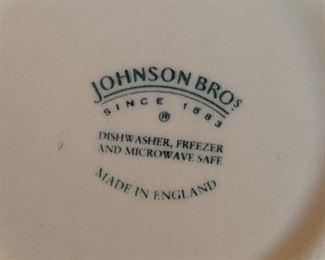 JOHNSON BROS.
SINCE 1883
®
DISHWASHER, FREEZER
AND MICROWAVE SAFE
MADE IN ENGLAND